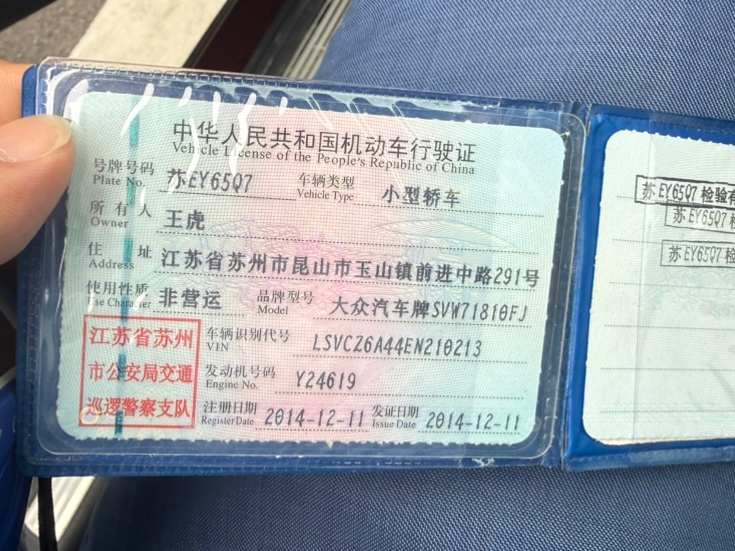 中华人民共和国机动车行驶证
Vehicle License of the People's Republic of China
号牌号码 苏EY65Q7 车辆类型 小型轿车
Plate No. Vehicle Type
所有人 王虎
Owner
住址 江苏省苏州市昆山市玉山镇前进中路291号
Address
使用性质 非营运 品牌型号 大众汽车牌SVW71810FJ
Use Character Model
江苏省苏州
市公安局交通
巡逻警察支队
车辆识别代号 LSVCZ6A44EN210213
VIN
发动机号码 Y24619
Engine No.
注册日期 2014-12-11 发证日期 2014-12-11
Register Date Issue Date
苏EY65Q7 检验有
苏EY65Q7 检
苏EY65Q7 检